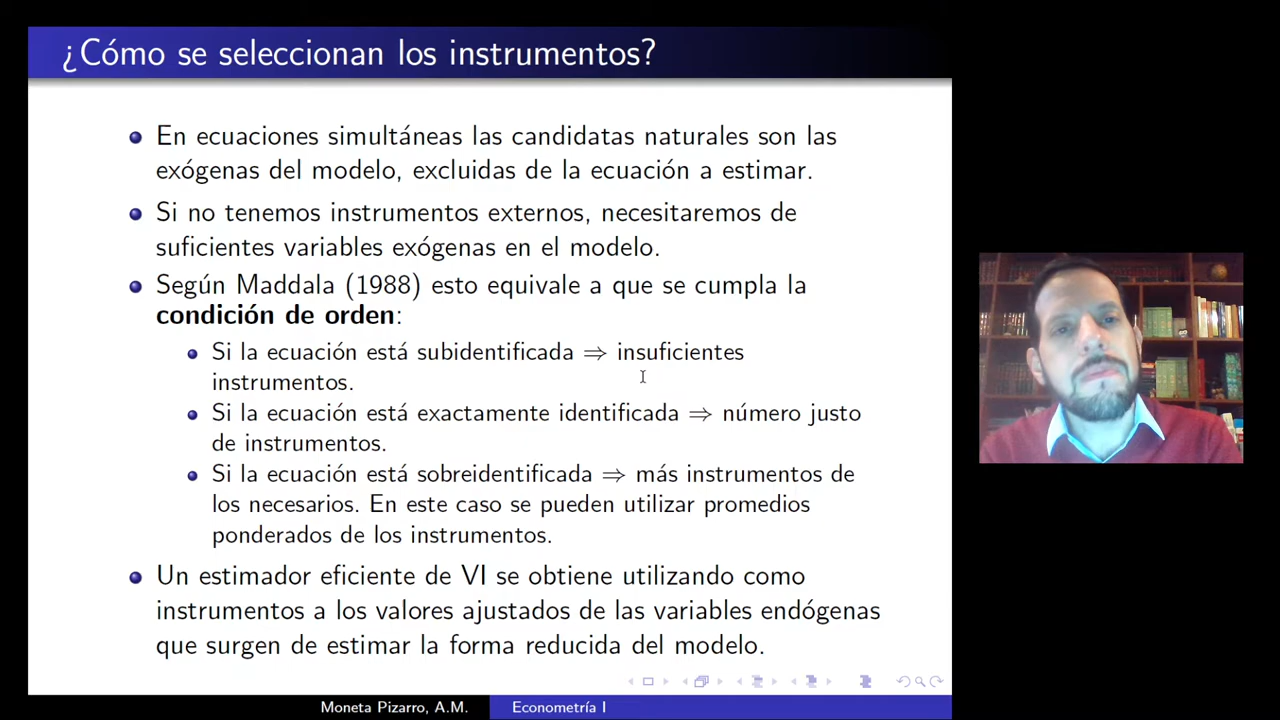 ¿Cómo se seleccionan los instrumentos?
En ecuaciones simultáneas las candidatas naturales son las
exógenas del modelo, excluidas de la ecuación a estimar.
Si no tenemos instrumentos externos, necesitaremos de
suficientes variables exógenas en el modelo.
Según Maddala (1988) esto equivale a que se cumpla la
condición de orden:
Si la ecuación está subidentificada ⇒ insuficientes
instrumentos.
Si la ecuación está exactamente identificada ⇒ número justo
de instrumentos.
Si la ecuación está sobreidentificada ⇒ más instrumentos de
los necesarios. En este caso se pueden utilizar promedios
ponderados de los instrumentos.
Un estimador eficiente de VI se obtiene utilizando como
instrumentos a los valores ajustados de las variables endógenas
que surgen de estimar la forma reducida del modelo.
Moneta Pizarro, A.M. Econometría I